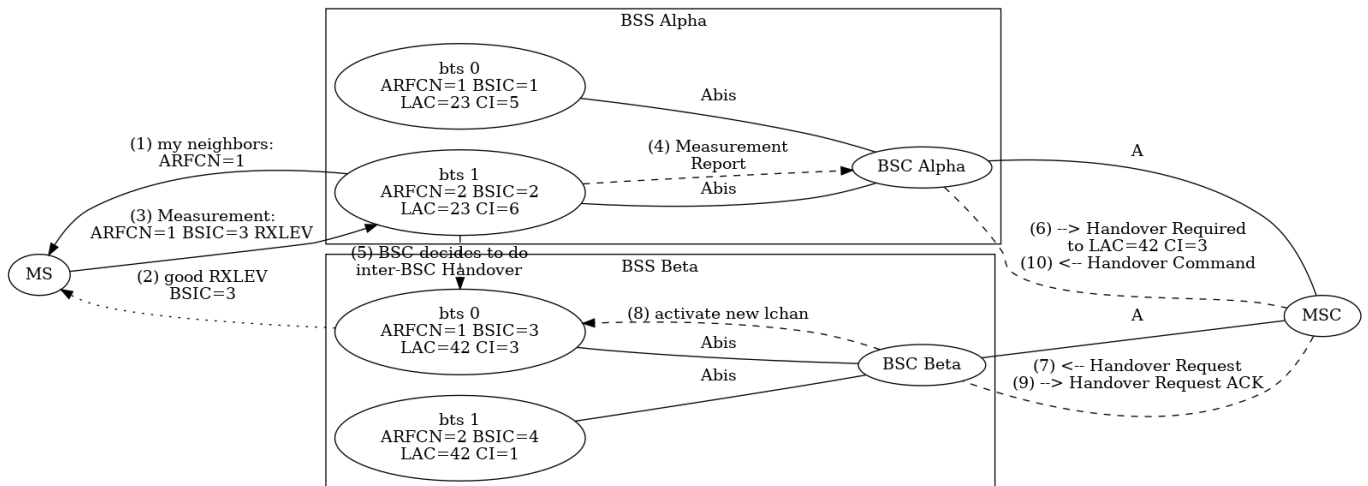 BSS Alpha
bts 0
ARFCN=1 BSIC=1
LAC=23 CI=5
Abis
(1) my neighbors:
ARFCN=1
(4) Measurement
Report
BSC Alpha
A
bts 1
ARFCN=2 BSIC=2
LAC=23 CI=6
Abis
(3) Measurement:
ARFCN=1 BSIC=3 RXLEV
(6) --> Handover Required
to LAC=42 CI=3
(10) <-- Handover Command
(5) BSC decides to do
inter-BSC Handover
MS
(2) good RXLEV
BSIC=3
BSS Beta
bts 0
ARFCN=1 BSIC=3
LAC=42 CI=3
(8) activate new lchan
A
MSC
Abis
BSC Beta
(7) <-- Handover Request
(9) --> Handover Request ACK
Abis
bts 1
ARFCN=2 BSIC=4
LAC=42 CI=1